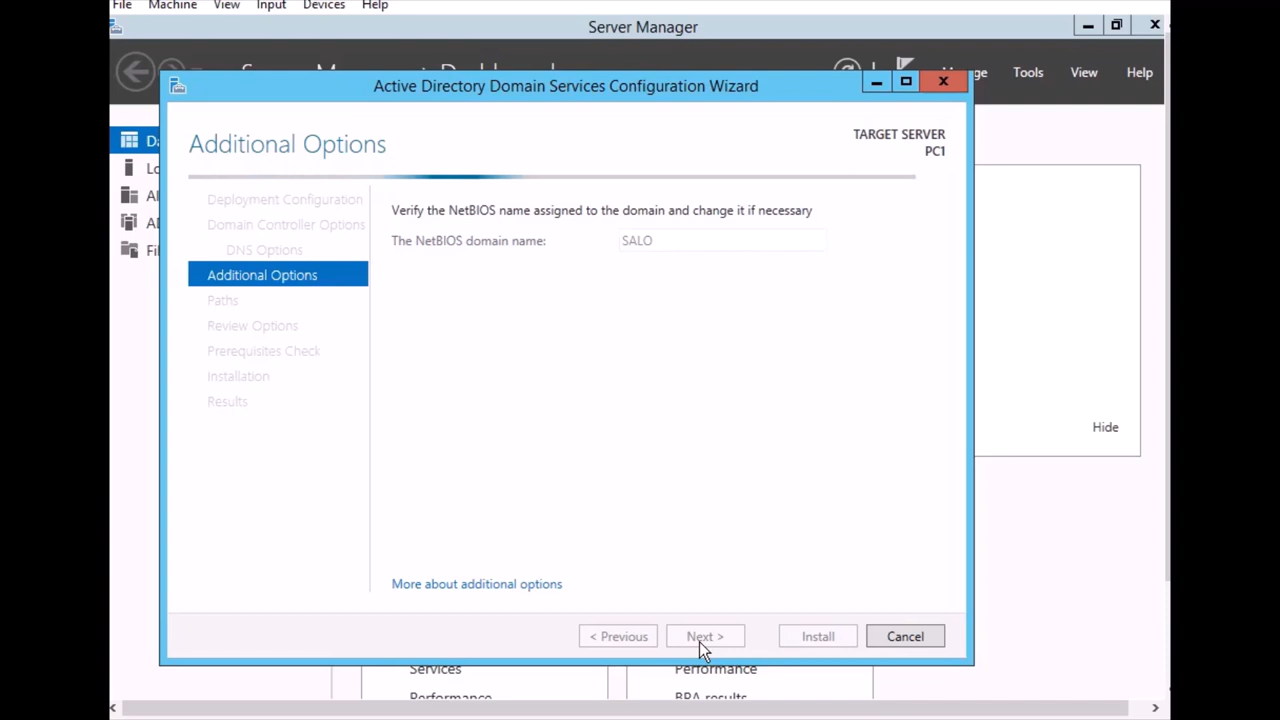 File Machine View Input Devices Help
Server Manager
Tools View Help
Active Directory Domain Services Configuration Wizard
Additional Options
TARGET SERVER
PC1
Deployment Configuration
Domain Controller Options
DNS Options
Additional Options
Paths
Review Options
Prerequisites Check
Installation
Results
Verify the NetBIOS name assigned to the domain and change it if necessary
The NetBIOS domain name: SALO
More about additional options
Hide
< Previous Next > Install Cancel
Services Performance
Performance BPA results